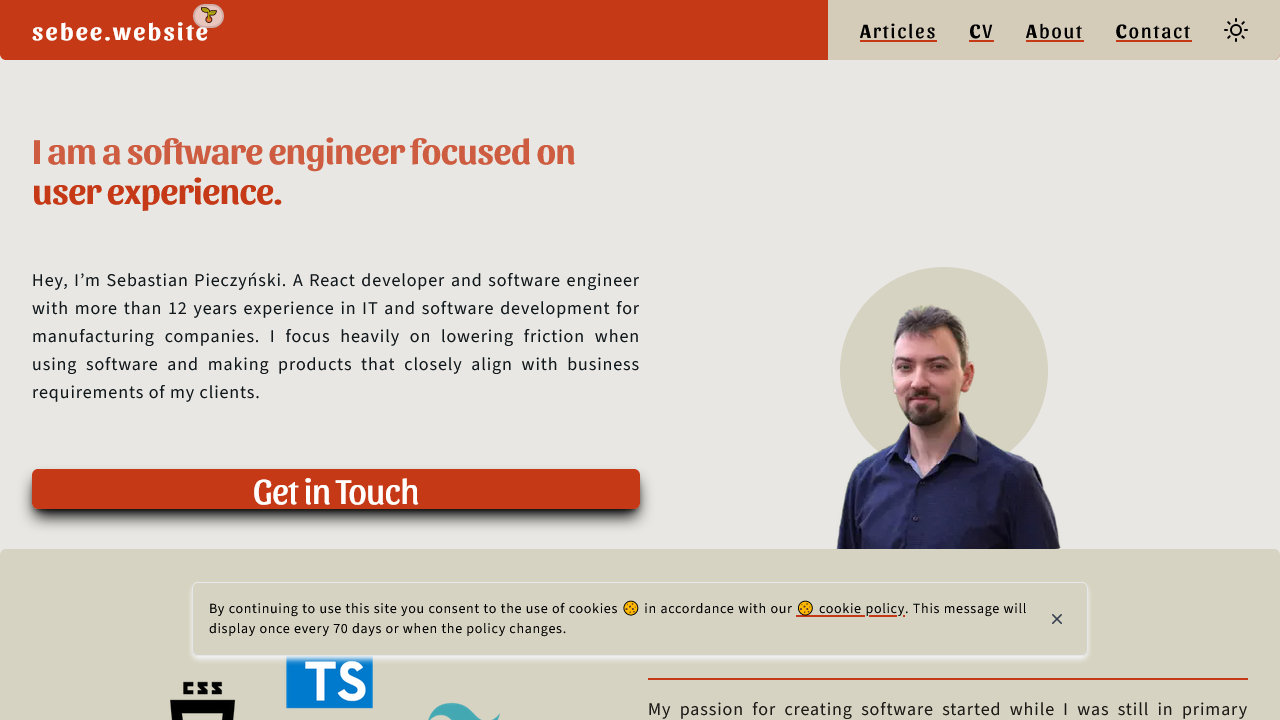 sebee.website
Articles CV About Contact
I am a software engineer focused on
user experience.
Hey, I’m Sebastian Pieczyński. A React developer and software engineer
with more than 12 years experience in IT and software development for
manufacturing companies. I focus heavily on lowering friction when
using software and making products that closely align with business
requirements of my clients.
Get in Touch
By continuing to use this site you consent to the use of cookies 🍪 in accordance with our 🍪 cookie policy. This message will
display once every 70 days or when the policy changes.
TS
CSS
My passion for creating software started while I was still in primary